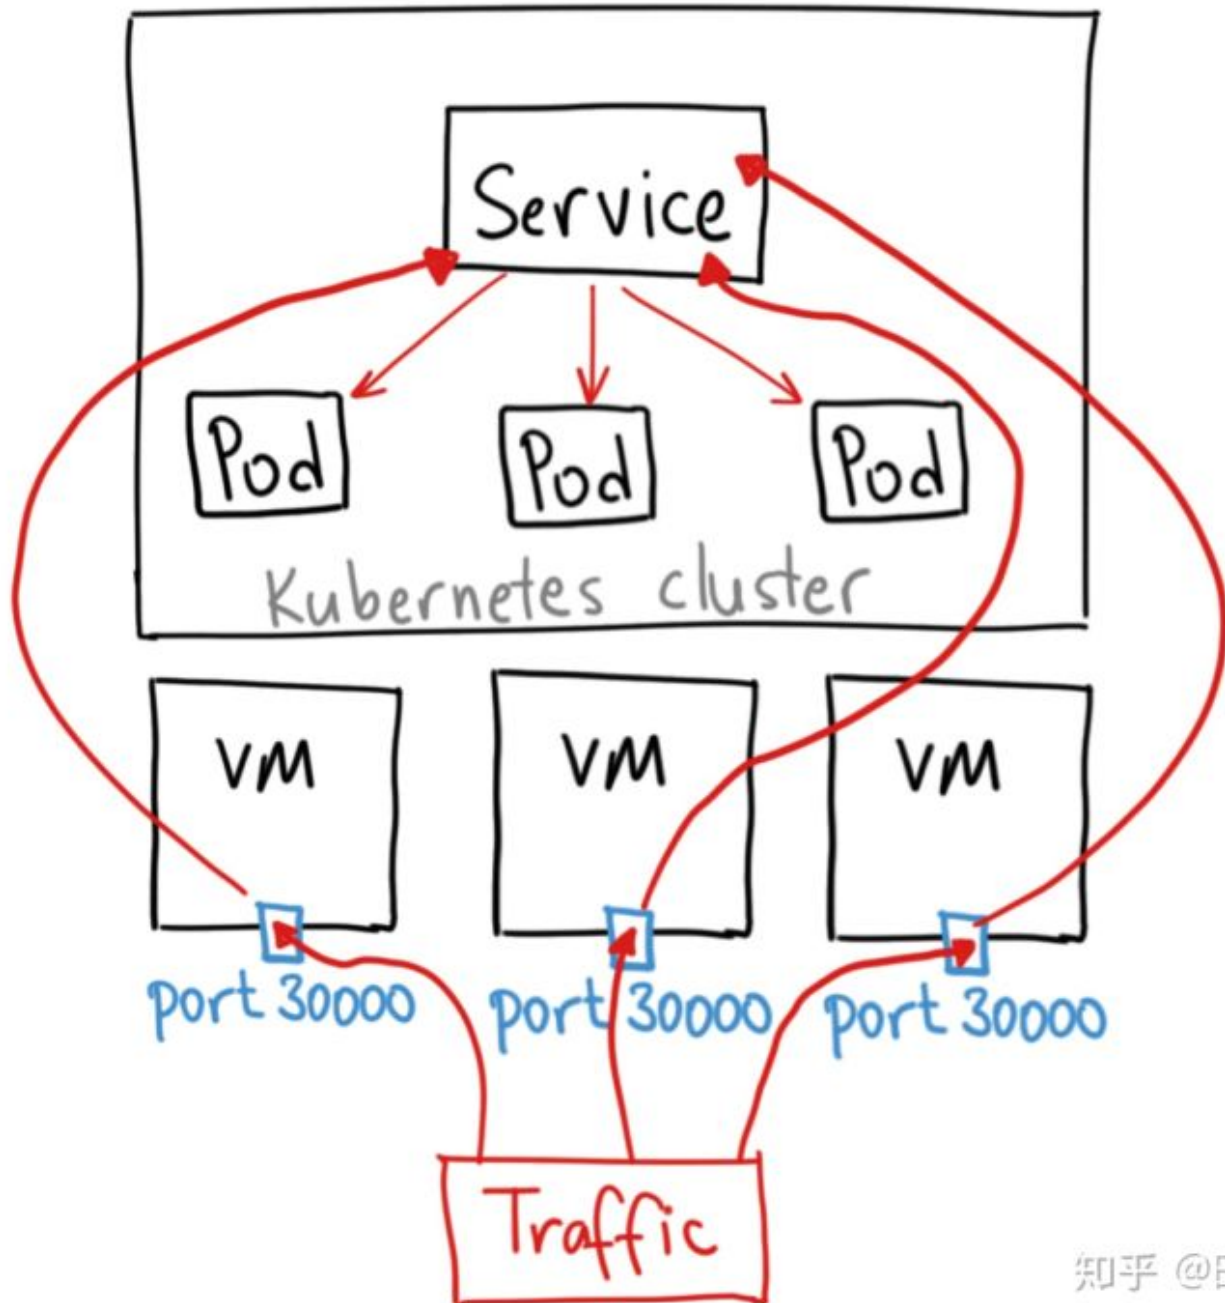 Service
Pod Pod Pod
Kubernetes cluster
VM VM VM
port 30000 port 30000 port 30000
Traffic
知乎 @